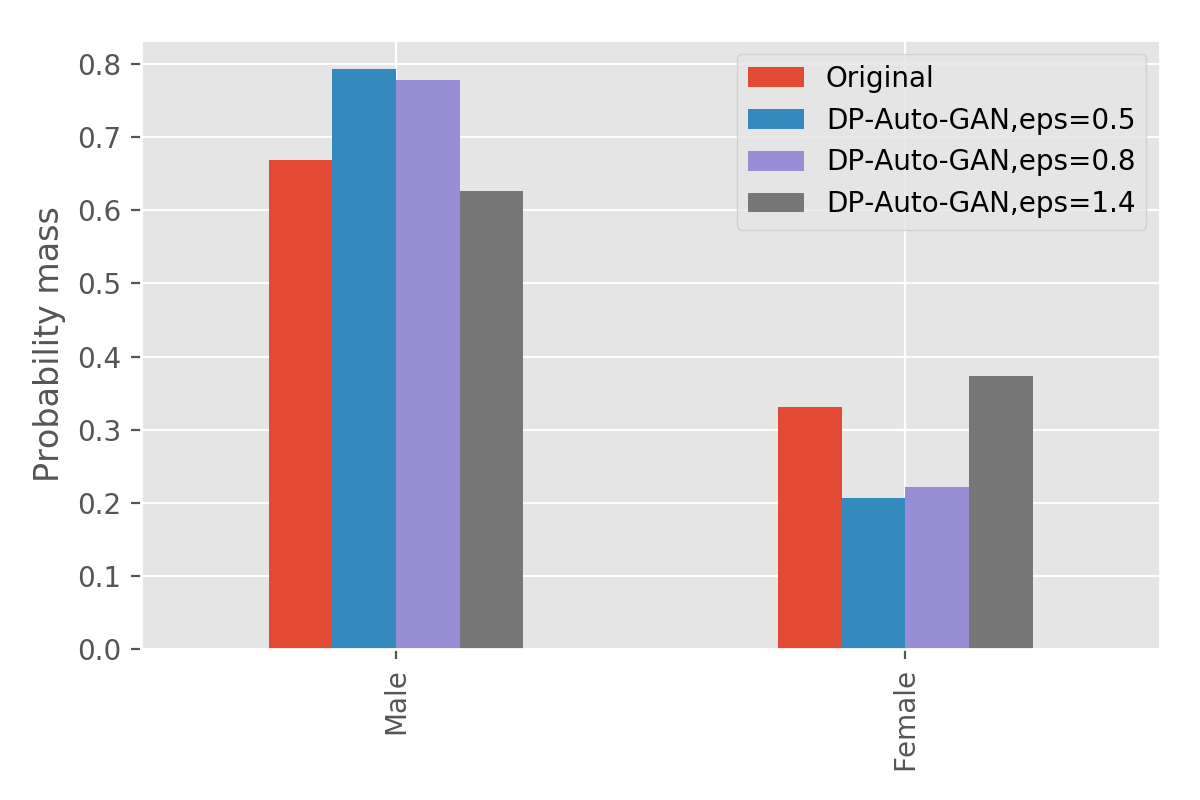 Probability mass
0.8
0.7
0.6
0.5
0.4
0.3
0.2
0.1
0.0
Original
DP-Auto-GAN,eps=0.5
DP-Auto-GAN,eps=0.8
DP-Auto-GAN,eps=1.4
Male
Female